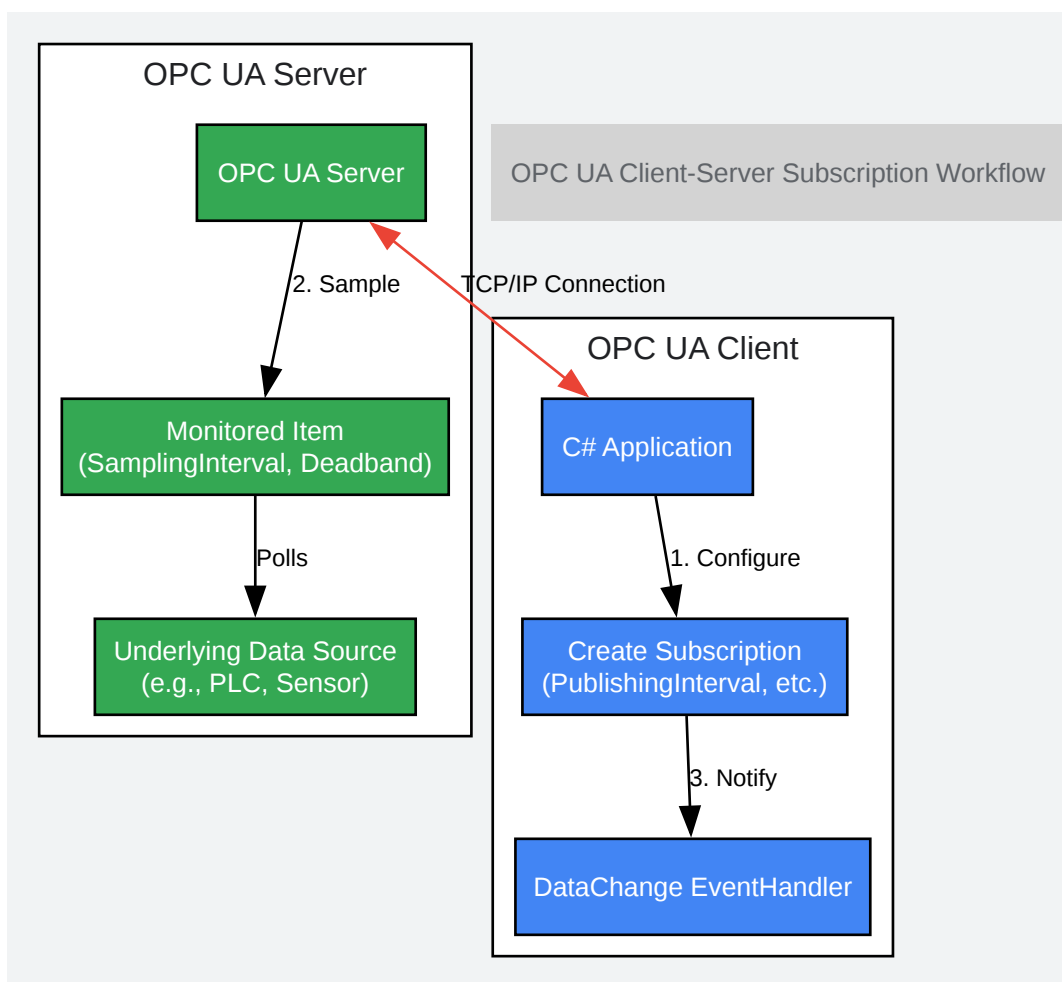 OPC UA Server
OPC UA Server
OPC UA Client-Server Subscription Workflow
2. Sample
TCP/IP Connection
OPC UA Client
Monitored Item
(SamplingInterval, Deadband)
C# Application
Polls
1. Configure
Underlying Data Source
(e.g., PLC, Sensor)
Create Subscription
(PublishingInterval, etc.)
3. Notify
DataChange EventHandler